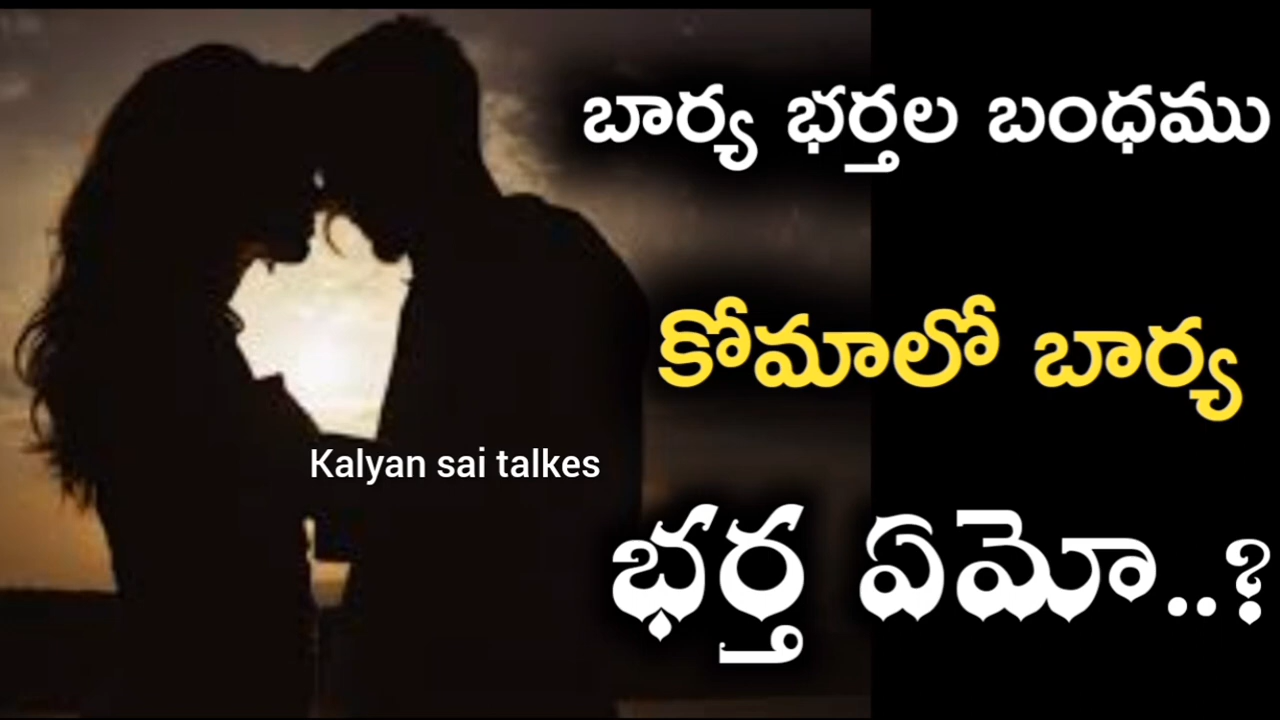 బార్య భర్తల బంధము
కోమాలో బార్య
Kalyan sai talkes
భర్త ఏమో..?